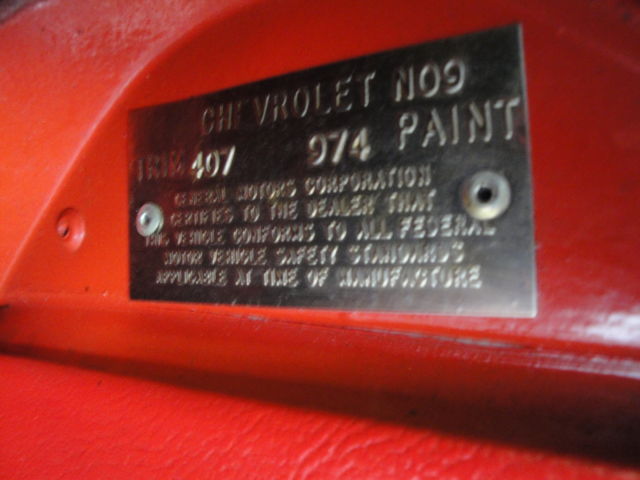 CHEVROLET N09
TRIM 407 974 PAINT
GENERAL MOTORS CORPORATION
CERTIFIES TO THE DEALER THAT
THIS VEHICLE CONFORMS TO ALL FEDERAL
MOTOR VEHICLE SAFETY STANDARDS
APPLICABLE AT TIME OF MANUFACTURE